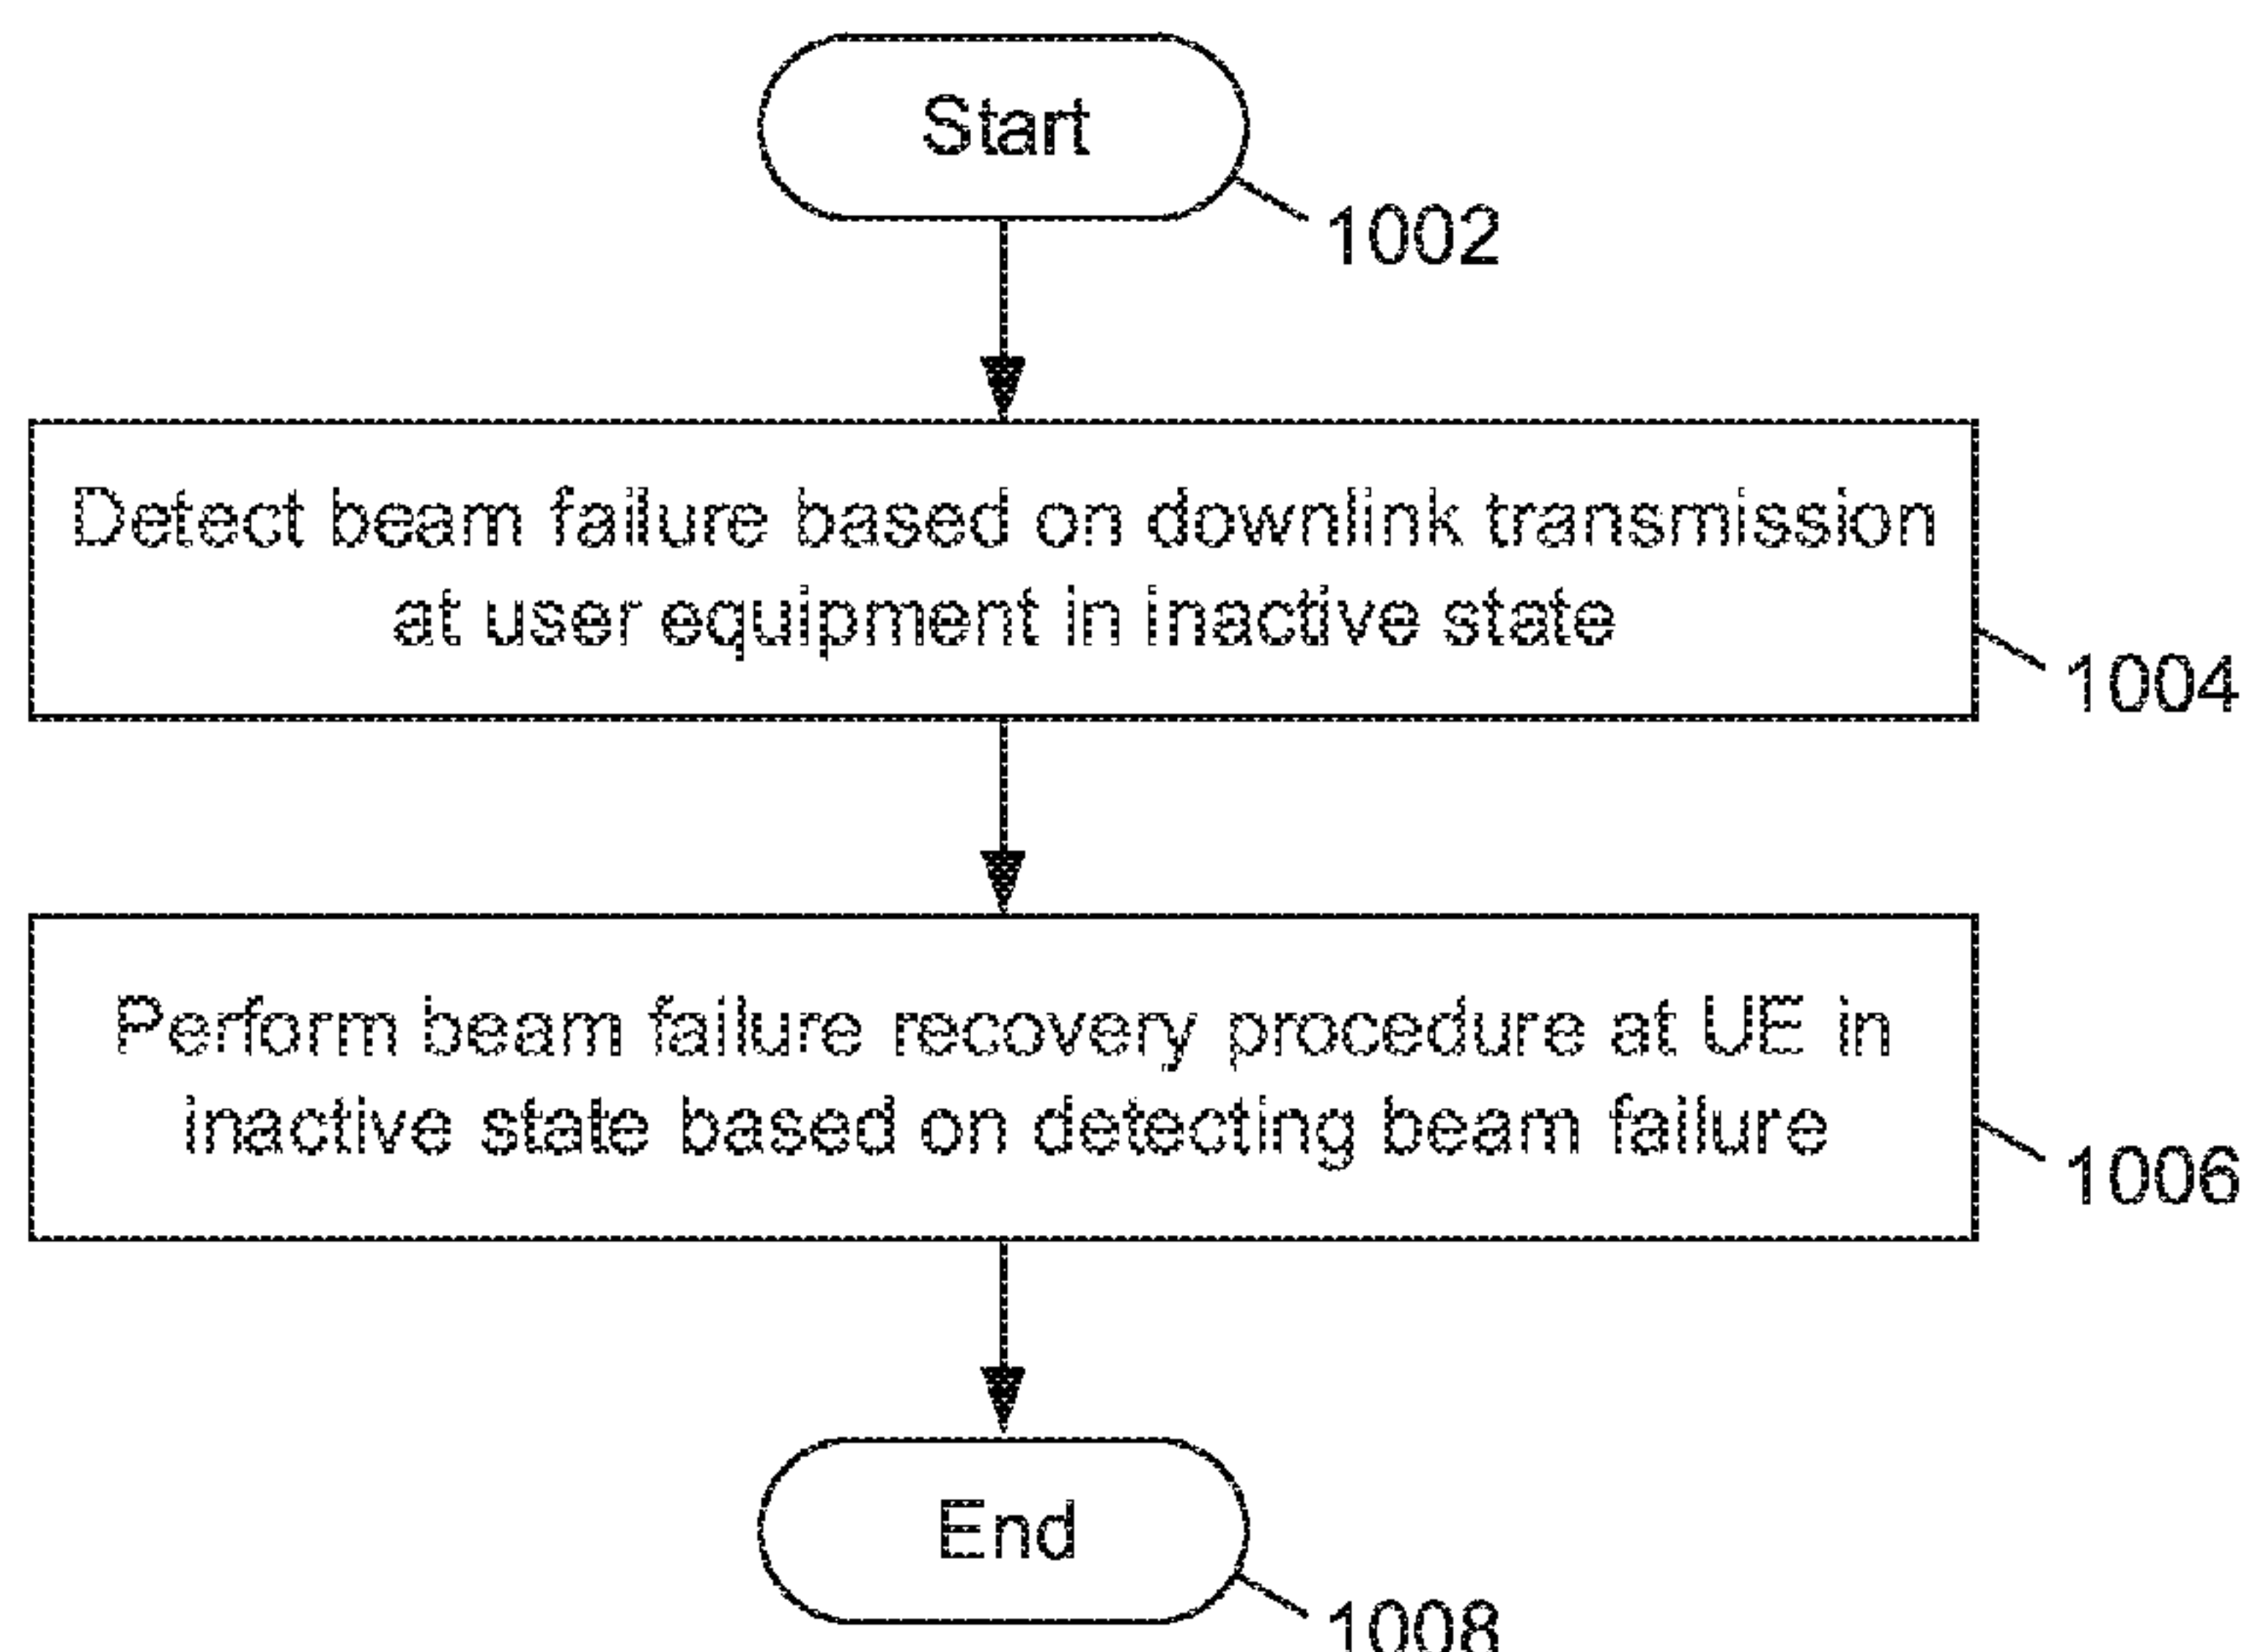 Start
1002
Detect beam failure based on downlink transmission
at user equipment in inactive state
1004
Perform beam failure recovery procedure at UE in
inactive state based on detecting beam failure
1006
End
1008